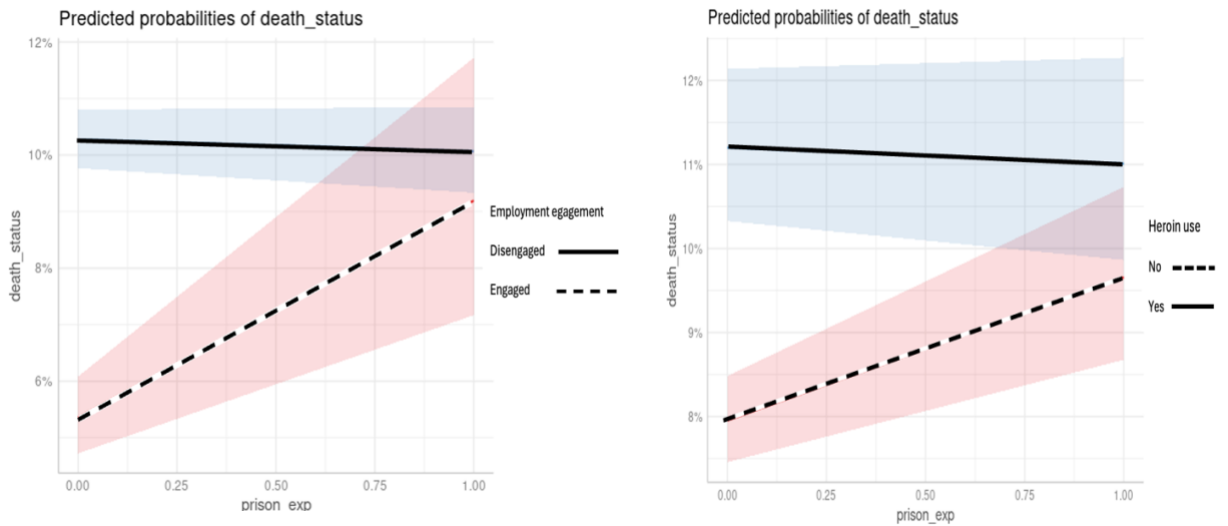 Predicted probabilities of death_status
12%
10%
8%
6%
death_status
0.00 0.25 0.50 0.75 1.00
prison_exp
Employment egagement
Disengaged
Engaged
Predicted probabilities of death_status
12%
11%
10%
9%
8%
death_status
0.00 0.25 0.50 0.75 1.00
prison_exp
Heroin use
No
Yes